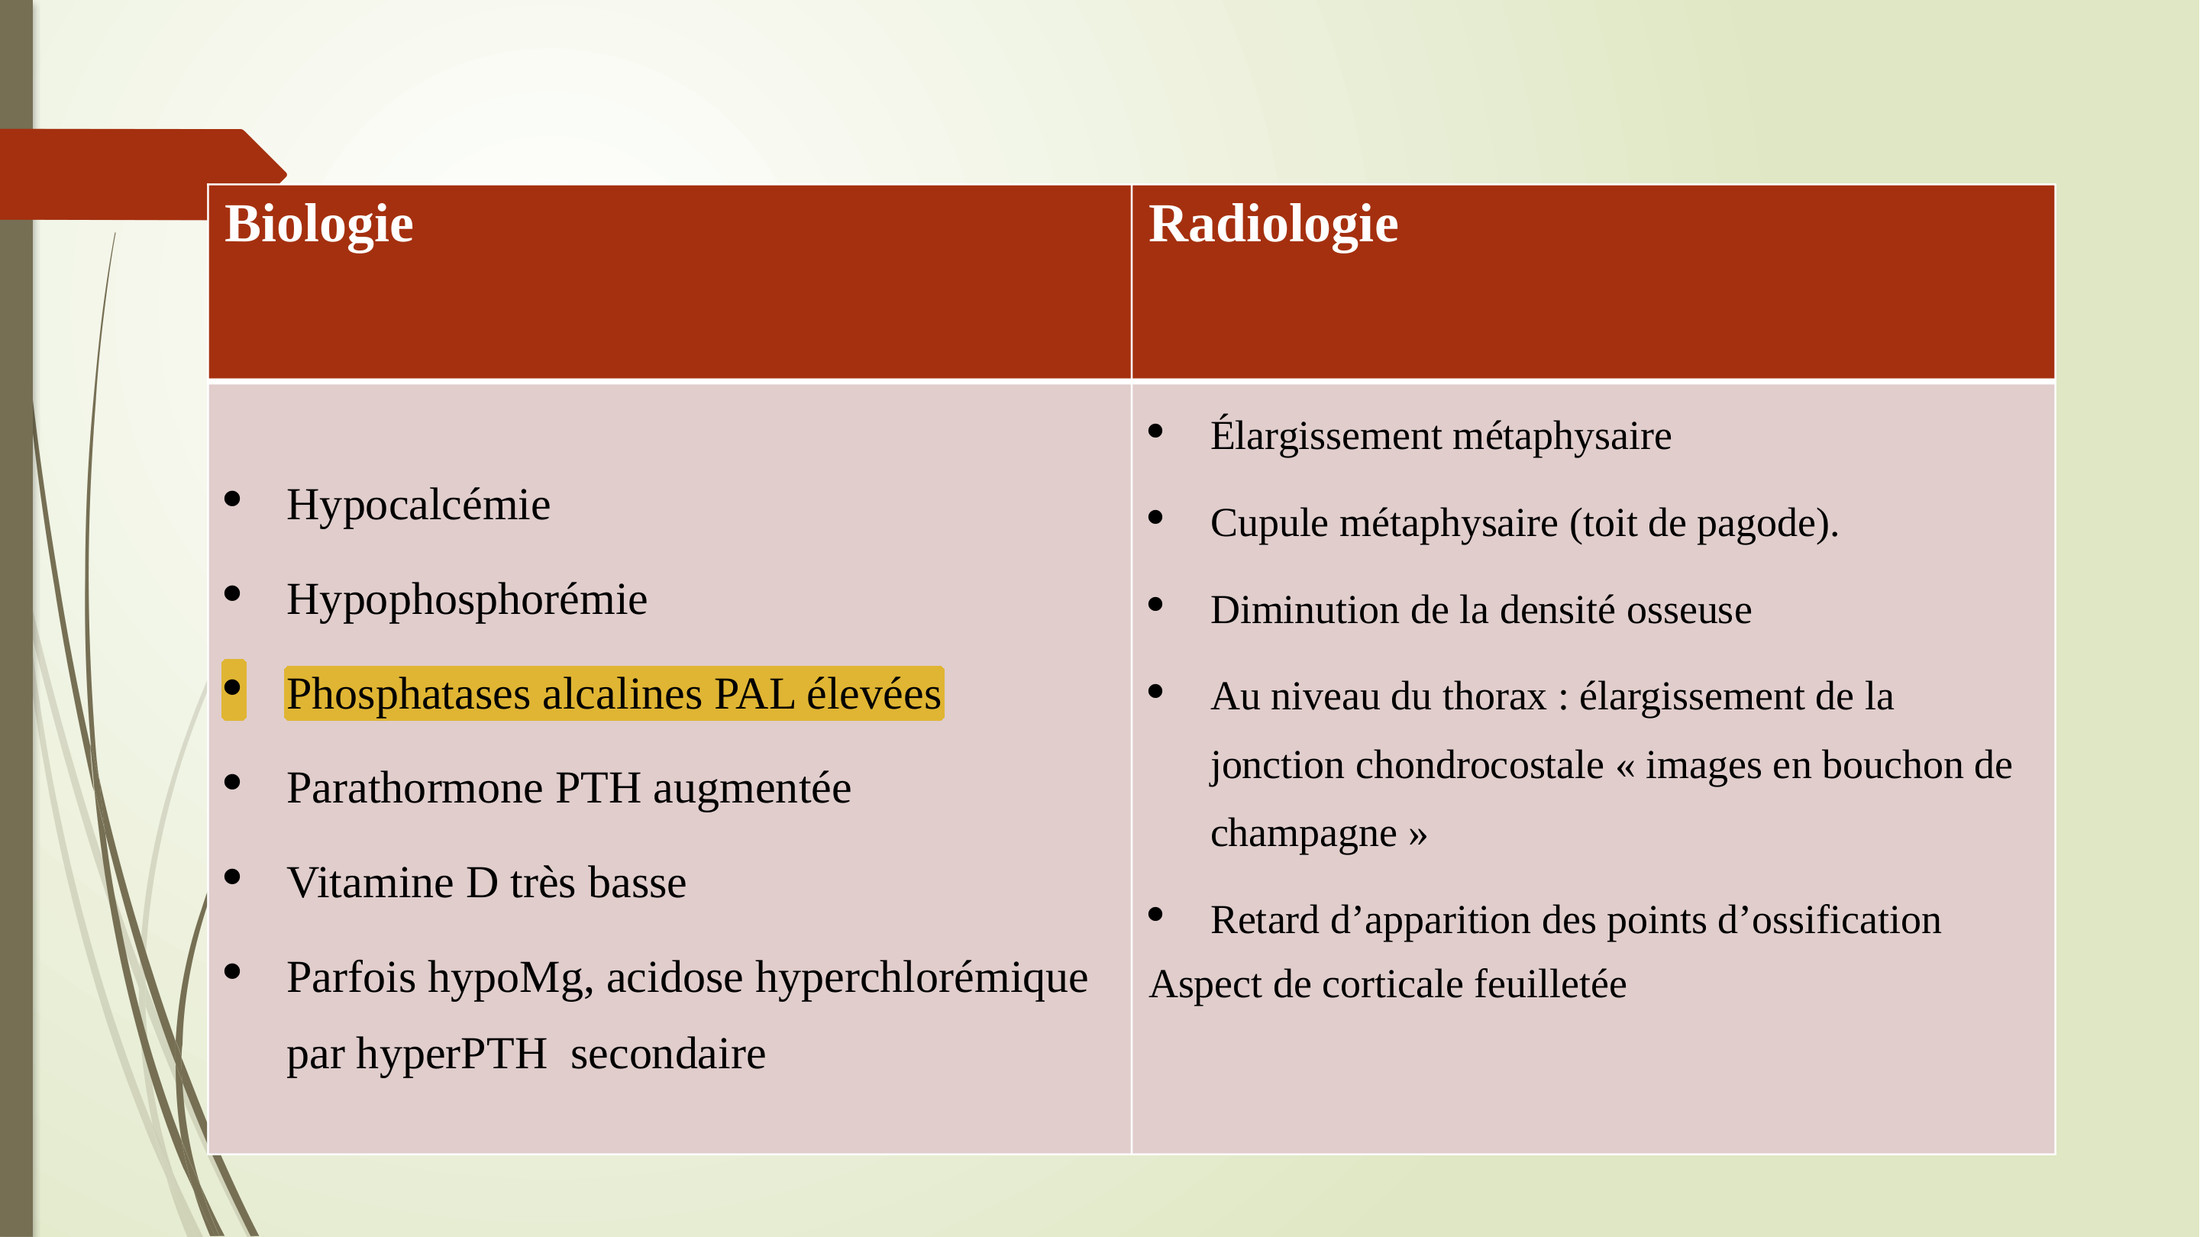 Biologie
Radiologie
• Hypocalcémie
• Hypophosphorémie
• Phosphatases alcalines PAL élevées
• Parathormone PTH augmentée
• Vitamine D très basse
• Parfois hypoMg, acidose hyperchlorémique
par hyperPTH  secondaire
• Élargissement métaphysaire
• Cupule métaphysaire (toit de pagode).
• Diminution de la densité osseuse
• Au niveau du thorax : élargissement de la
jonction chondrocostale « images en bouchon de
champagne »
• Retard d’apparition des points d’ossification
Aspect de corticale feuilletée